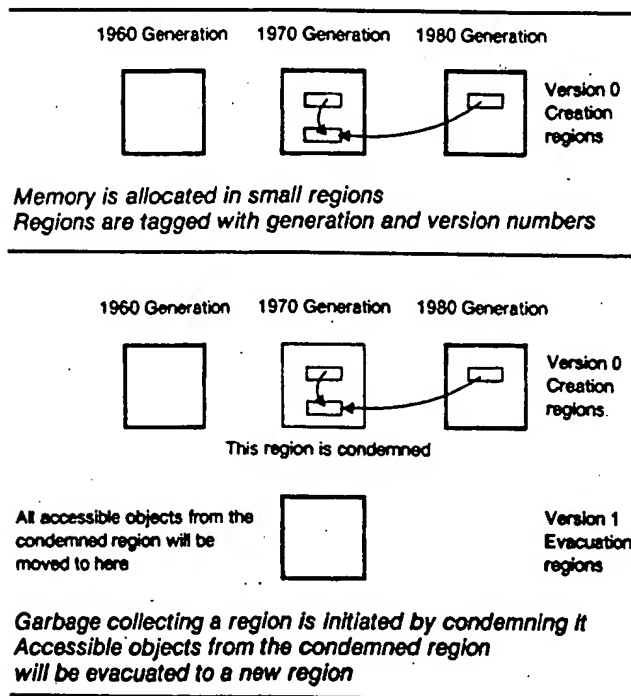 1960 Generation 1970 Generation 1980 Generation
Version 0
Creation
regions
Memory is allocated in small regions
Regions are tagged with generation and version numbers
1960 Generation 1970 Generation 1980 Generation
Version 0
Creation
regions.
This region is condemned
All accessible objects from the
condemned region will be
moved to here
Version 1
Evacuation
regions
Garbage collecting a region is initiated by condemning it
Accessible objects from the condemned region
will be evacuated to a new region